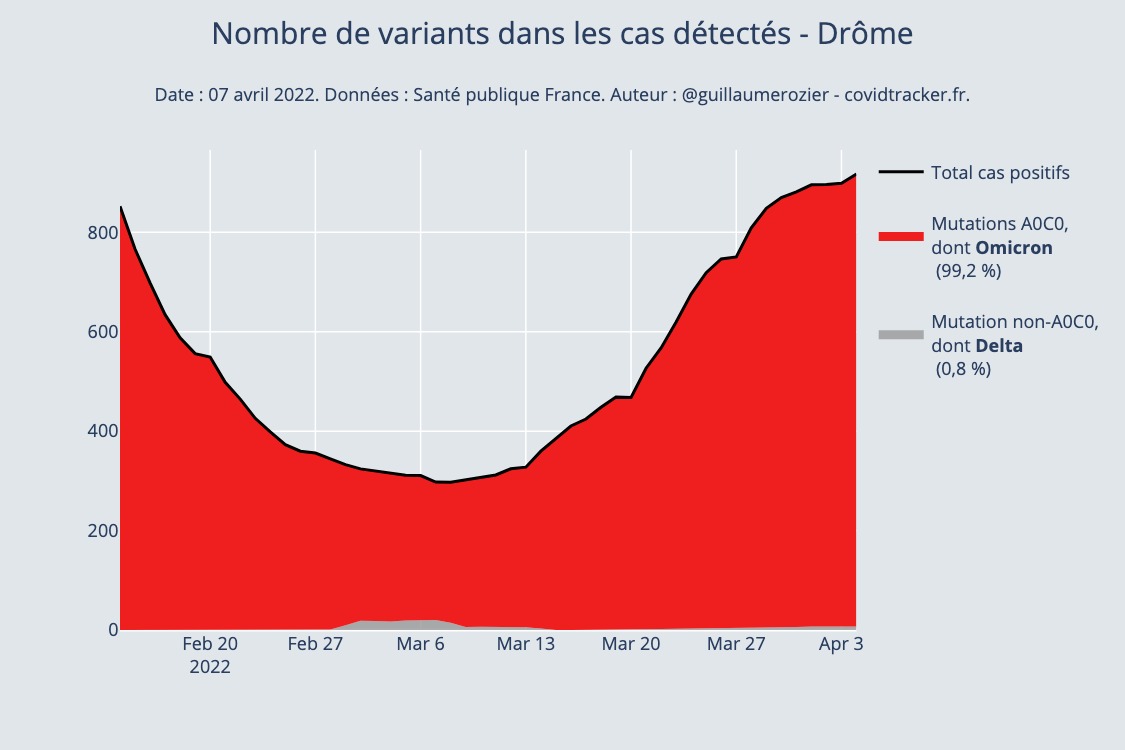 Nombre de variants dans les cas détectés - Drôme
Date : 07 avril 2022. Données : Santé publique France. Auteur : @guillaumerozier - covidtracker.fr.
Total cas positifs
Mutations A0C0,
dont Omicron
(99,2 %)
Mutation non-A0C0,
dont Delta
(0,8 %)
800
600
400
200
0
Feb 20
2022
Feb 27
Mar 6
Mar 13
Mar 20
Mar 27
Apr 3